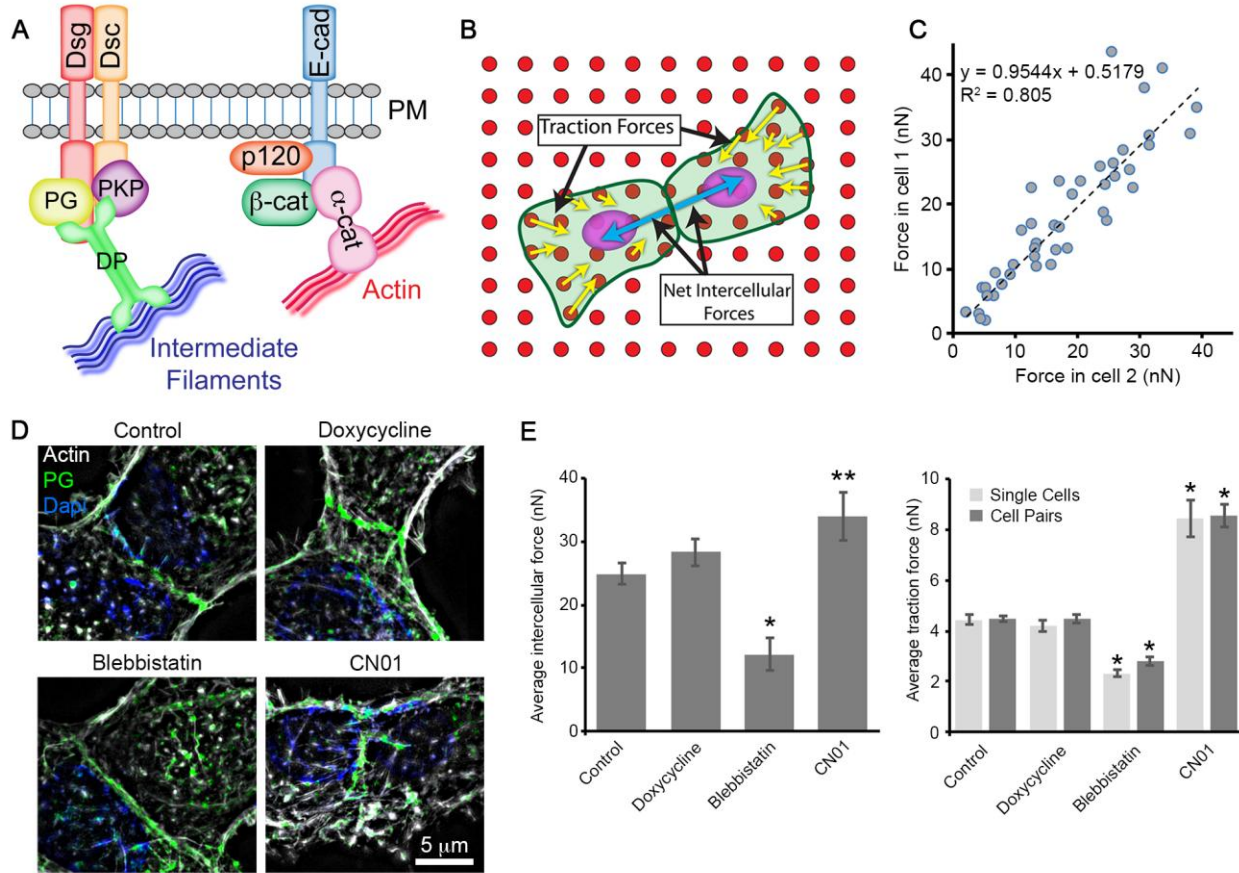 A
Dsg
Dsc
E-cad
PM
p120
PG
PKP
β-cat
α-cat
DP
Actin
Intermediate
Filaments
B
Traction Forces
Net Intercellular
Forces
C
y = 0.9544x + 0.5179
R² = 0.805
Force in cell 1 (nN)
40
30
20
10
0
0 10 20 30 40
Force in cell 2 (nN)
D
Control
Doxycycline
Actin
PG
Dapi
Blebbistatin
CN01
5 μm
E
Average intercellular force (nN)
40
30
20
10
0
*
**
Control
Doxycycline
Blebbistatin
CN01
Average traction force (nN)
10
8
6
4
2
0
Single Cells
Cell Pairs
* *
* *
Control
Doxycycline
Blebbistatin
CN01